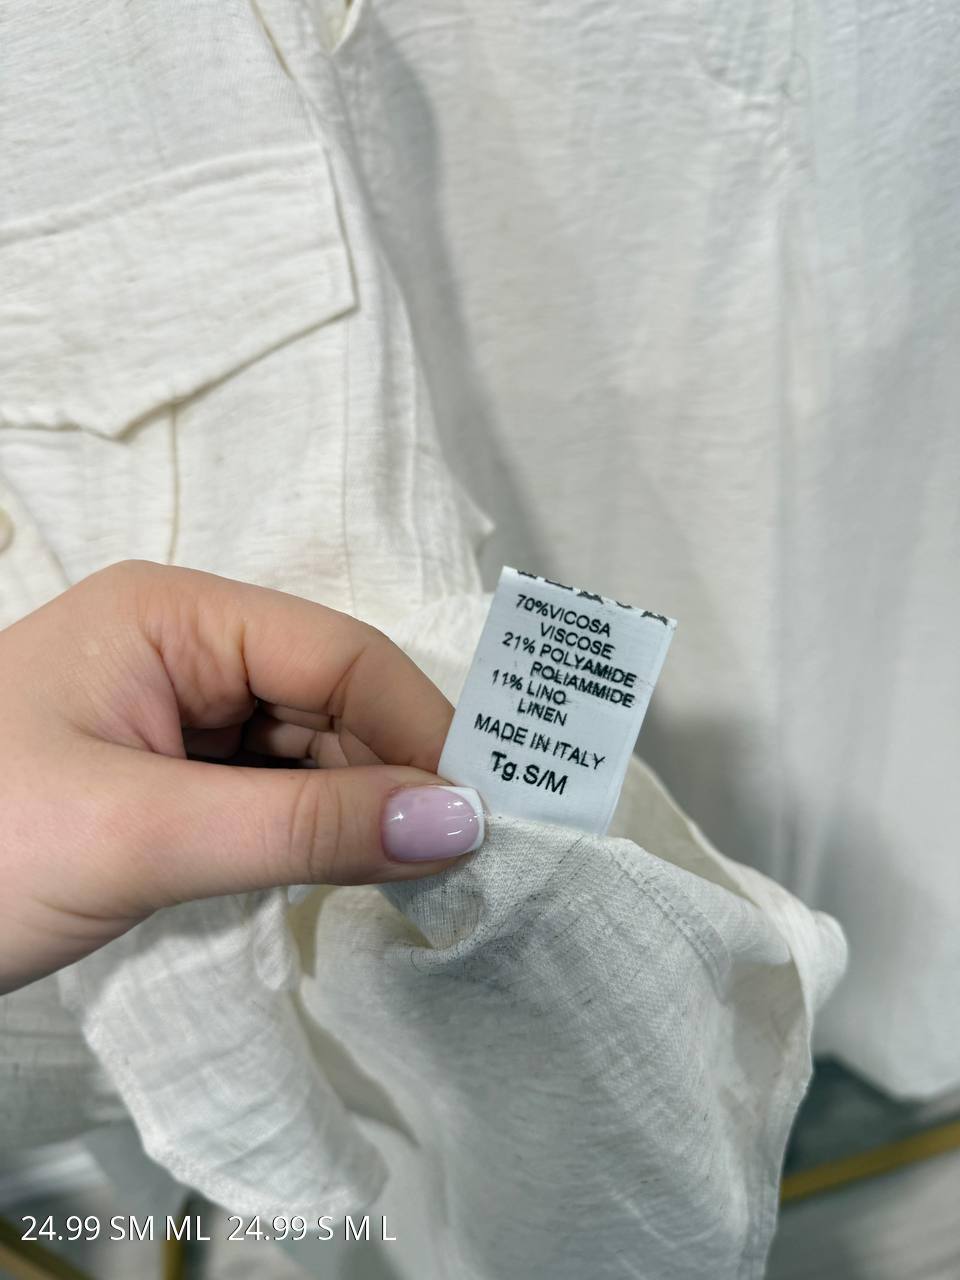 70%VICOSA
VISCOSE
21% POLYAMIDE
POLIAMMIDE
11% LINO
LINEN
MADE IN ITALY
Tg.S/M
24.99 SM ML 24.99 S M L